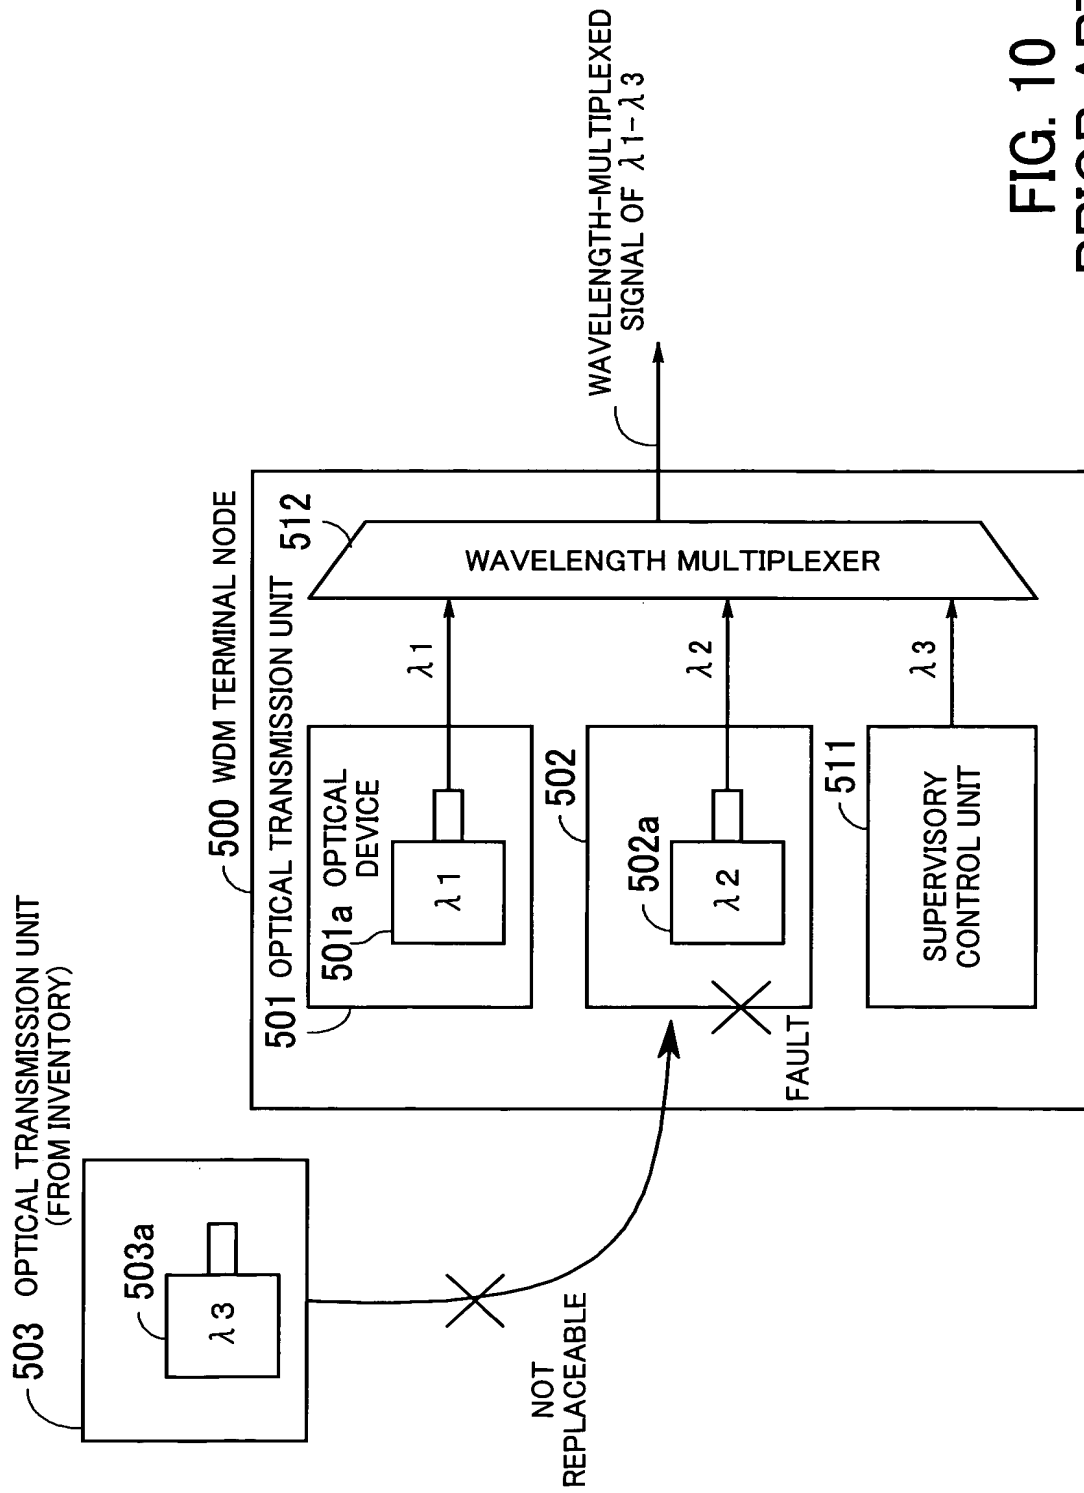 503 OPTICAL TRANSMISSION UNIT
(FROM INVENTORY)
503a
λ3
NOT
REPLACEABLE
500 WDM TERMINAL NODE
501 OPTICAL TRANSMISSION UNIT
501a OPTICAL
DEVICE
λ1
λ1
512
WAVELENGTH MULTIPLEXER
502
502a
λ2
λ2
FAULT
511
SUPERVISORY
CONTROL UNIT
λ3
WAVELENGTH-MULTIPLEXED
SIGNAL OF λ1-λ3
FIG. 10
PRIOR ART